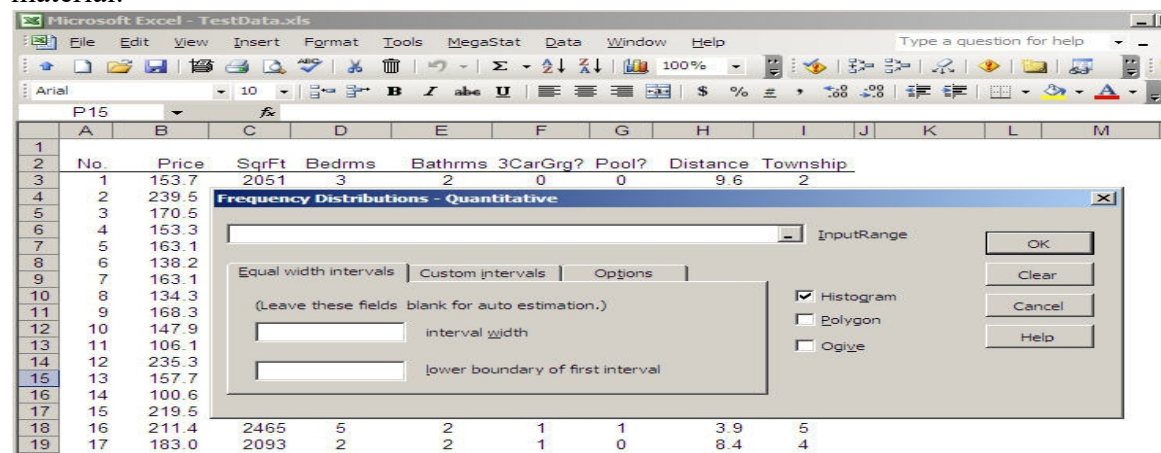 material.
Microsoft Excel - TestData.xls
File Edit View Insert Format Tools MegaStat Data Window Help Type a question for help
100%
Arial 10 B I abc U $ %
P15 fx
A B C D E F G H I J K L M
1
2 No. Price SqrFt Bedrms Bathrms 3CarGrg? Pool? Distance Township
3 1 153.7 2051 3 2 0 0 9.6 2
4 2 239.5 Frequency Distributions - Quantitative
5 3 170.5
6 4 153.3 InputRange
7 5 163.1 OK
8 6 138.2
9 7 163.1 Equal width intervals Custom intervals Options Clear
10 8 134.3 (Leave these fields blank for auto estimation.) Histogram
11 9 168.3 Cancel
12 10 147.9 interval width Polygon
13 11 106.1 Ogive Help
14 12 235.3
15 13 157.7 lower boundary of first interval
16 14 100.6
17 15 219.5
18 16 211.4 2465 5 2 1 1 3.9 5
19 17 183.0 2093 2 2 1 0 8.4 4